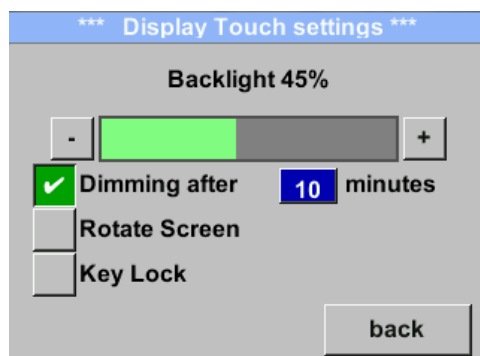 *** Display Touch settings ***
Backlight 45%
- +
Dimming after 10 minutes
Rotate Screen
Key Lock
back